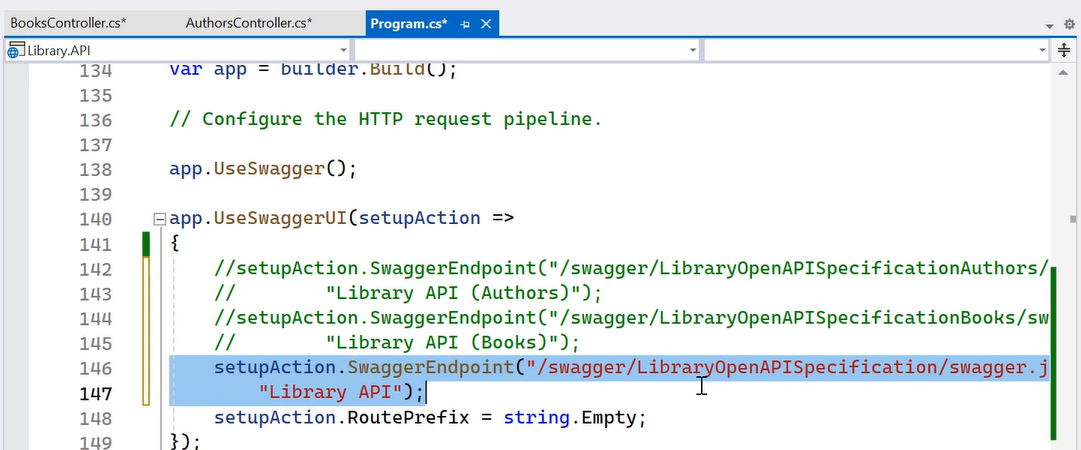 BooksController.cs*
AuthorsController.cs*
Program.cs*
Library.API
134 var app = builder.Build();
135
136 // Configure the HTTP request pipeline.
137
138 app.UseSwagger();
139
140 app.UseSwaggerUI(setupAction =>
141 {
142 //setupAction.SwaggerEndpoint("/swagger/LibraryOpenAPISpecificationAuthors/
143 // "Library API (Authors)");
144 //setupAction.SwaggerEndpoint("/swagger/LibraryOpenAPISpecificationBooks/sw
145 // "Library API (Books)");
146 setupAction.SwaggerEndpoint("/swagger/LibraryOpenAPISpecification/swagger.j
147 "Library API");
148 setupAction.RoutePrefix = string.Empty;
149 });